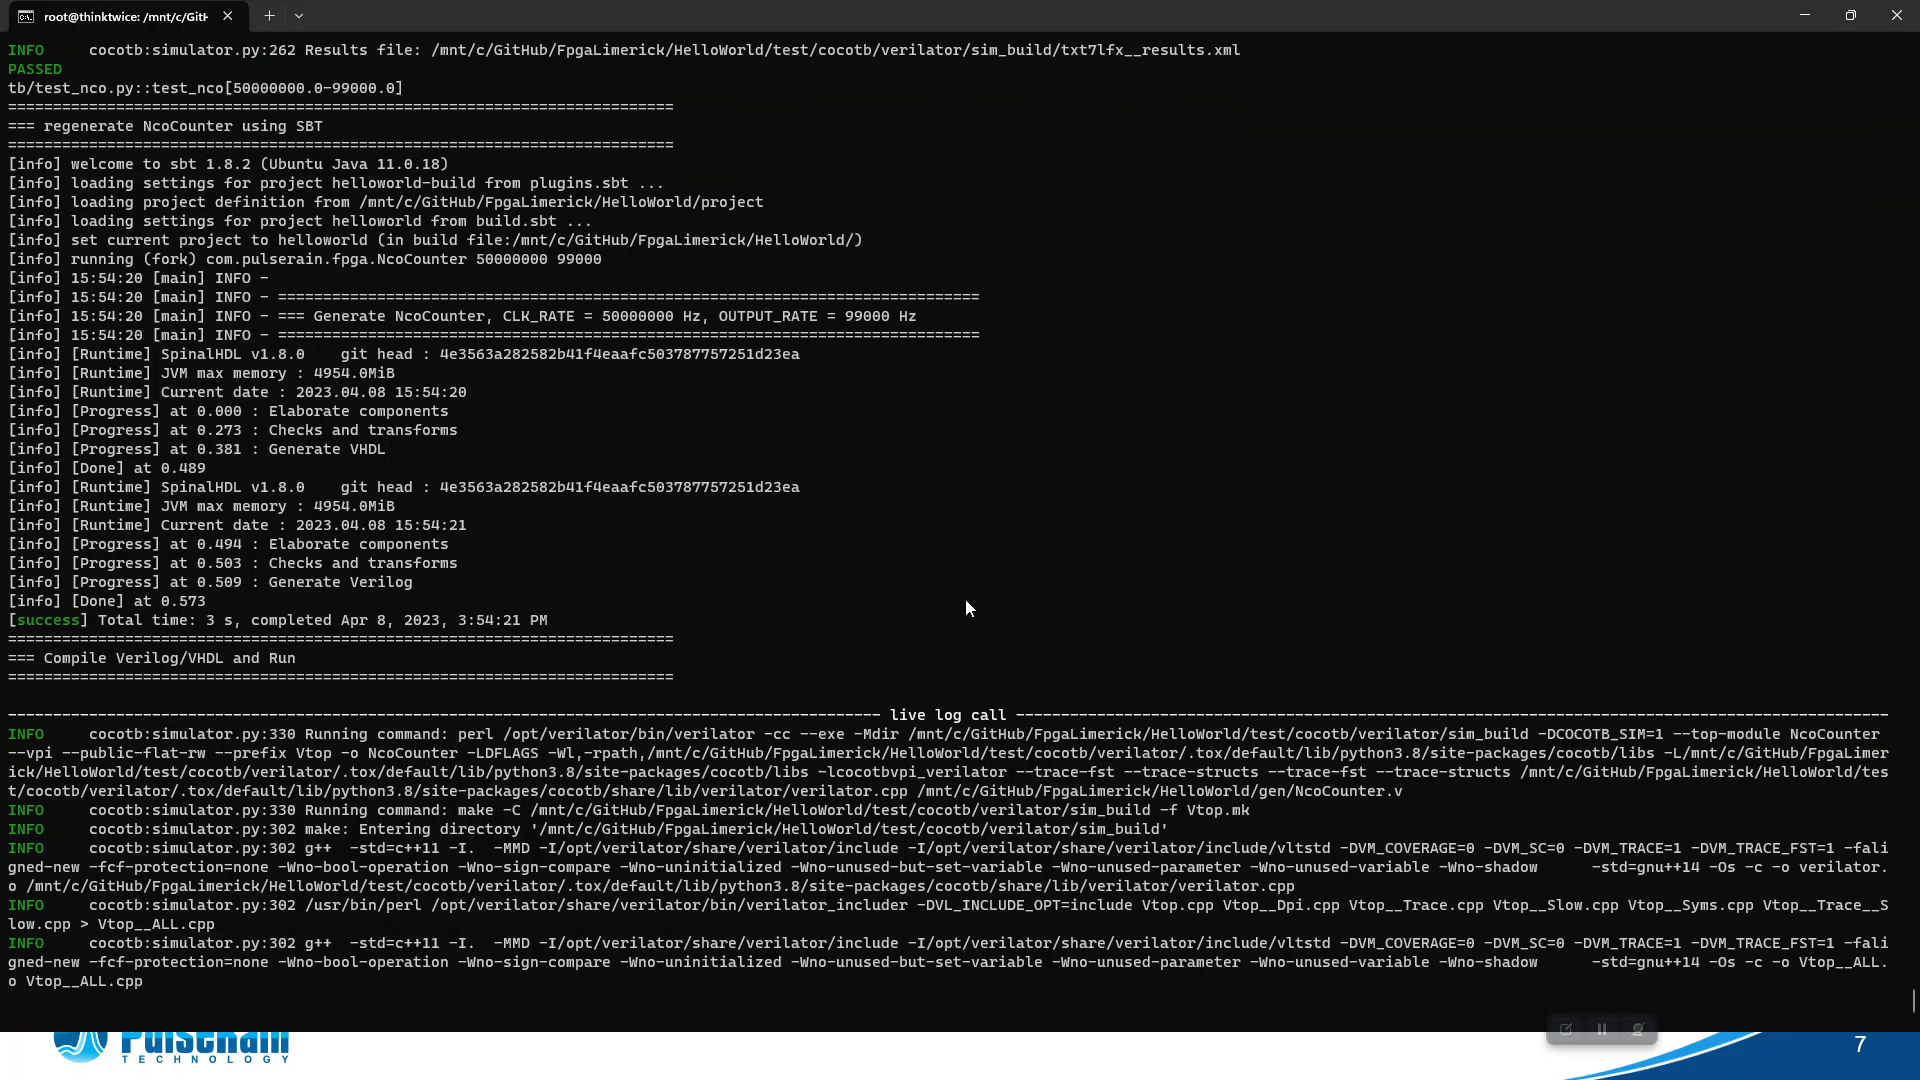 root@thinktwice: /mnt/c/GitH
INFO     cocotb:simulator.py:262 Results file: /mnt/c/GitHub/FpgaLimerick/HelloWorld/test/cocotb/verilator/sim_build/txt7lfx__results.xml
PASSED
tb/test_nco.py::test_nco[50000000.0-99000.0]
==========================================================================
=== regenerate NcoCounter using SBT
==========================================================================
[info] welcome to sbt 1.8.2 (Ubuntu Java 11.0.18)
[info] loading settings for project helloworld-build from plugins.sbt ...
[info] loading project definition from /mnt/c/GitHub/FpgaLimerick/HelloWorld/project
[info] loading settings for project helloworld from build.sbt ...
[info] set current project to helloworld (in build file:/mnt/c/GitHub/FpgaLimerick/HelloWorld/)
[info] running (fork) com.pulserain.fpga.NcoCounter 50000000 99000
[info] 15:54:20 [main] INFO -
[info] 15:54:20 [main] INFO - ==============================================================================
[info] 15:54:20 [main] INFO - === Generate NcoCounter, CLK_RATE = 50000000 Hz, OUTPUT_RATE = 99000 Hz
[info] 15:54:20 [main] INFO - ==============================================================================
[info] [Runtime] SpinalHDL v1.8.0    git head : 4e3563a282582b41f4eaafc503787757251d23ea
[info] [Runtime] JVM max memory : 4954.0MiB
[info] [Runtime] Current date : 2023.04.08 15:54:20
[info] [Progress] at 0.000 : Elaborate components
[info] [Progress] at 0.273 : Checks and transforms
[info] [Progress] at 0.381 : Generate VHDL
[info] [Done] at 0.489
[info] [Runtime] SpinalHDL v1.8.0    git head : 4e3563a282582b41f4eaafc503787757251d23ea
[info] [Runtime] JVM max memory : 4954.0MiB
[info] [Runtime] Current date : 2023.04.08 15:54:21
[info] [Progress] at 0.494 : Elaborate components
[info] [Progress] at 0.503 : Checks and transforms
[info] [Progress] at 0.509 : Generate Verilog
[info] [Done] at 0.573
[success] Total time: 3 s, completed Apr 8, 2023, 3:54:21 PM
==========================================================================
=== Compile Verilog/VHDL and Run
==========================================================================
------------------------------------------------------------------------------------------------- live log call -------------------------------------------------------------------------------------------------
INFO     cocotb:simulator.py:330 Running command: perl /opt/verilator/bin/verilator -cc --exe -Mdir /mnt/c/GitHub/FpgaLimerick/HelloWorld/test/cocotb/verilator/sim_build -DCOCOTB_SIM=1 --top-module NcoCounter
--vpi --public-flat-rw --prefix Vtop -o NcoCounter -LDFLAGS -Wl,-rpath,/mnt/c/GitHub/FpgaLimerick/HelloWorld/test/cocotb/verilator/.tox/default/lib/python3.8/site-packages/cocotb/libs -L/mnt/c/GitHub/FpgaLimer
ick/HelloWorld/test/cocotb/verilator/.tox/default/lib/python3.8/site-packages/cocotb/libs -lcocotbvpi_verilator --trace-fst --trace-structs --trace-fst --trace-structs /mnt/c/GitHub/FpgaLimerick/HelloWorld/tes
t/cocotb/verilator/.tox/default/lib/python3.8/site-packages/cocotb/share/lib/verilator/verilator.cpp /mnt/c/GitHub/FpgaLimerick/HelloWorld/gen/NcoCounter.v
INFO     cocotb:simulator.py:330 Running command: make -C /mnt/c/GitHub/FpgaLimerick/HelloWorld/test/cocotb/verilator/sim_build -f Vtop.mk
INFO     cocotb:simulator.py:302 make: Entering directory '/mnt/c/GitHub/FpgaLimerick/HelloWorld/test/cocotb/verilator/sim_build'
INFO     cocotb:simulator.py:302 g++  -std=c++11 -I.  -MMD -I/opt/verilator/share/verilator/include -I/opt/verilator/share/verilator/include/vltstd -DVM_COVERAGE=0 -DVM_SC=0 -DVM_TRACE=1 -DVM_TRACE_FST=1 -fali
gned-new -fcf-protection=none -Wno-bool-operation -Wno-sign-compare -Wno-uninitialized -Wno-unused-but-set-variable -Wno-unused-parameter -Wno-unused-variable -Wno-shadow      -std=gnu++14 -Os -c -o verilator.
o /mnt/c/GitHub/FpgaLimerick/HelloWorld/test/cocotb/verilator/.tox/default/lib/python3.8/site-packages/cocotb/share/lib/verilator/verilator.cpp
INFO     cocotb:simulator.py:302 /usr/bin/perl /opt/verilator/share/verilator/bin/verilator_includer -DVL_INCLUDE_OPT=include Vtop.cpp Vtop__Dpi.cpp Vtop__Trace.cpp Vtop__Slow.cpp Vtop__Syms.cpp Vtop__Trace__S
low.cpp > Vtop__ALL.cpp
INFO     cocotb:simulator.py:302 g++  -std=c++11 -I.  -MMD -I/opt/verilator/share/verilator/include -I/opt/verilator/share/verilator/include/vltstd -DVM_COVERAGE=0 -DVM_SC=0 -DVM_TRACE=1 -DVM_TRACE_FST=1 -fali
gned-new -fcf-protection=none -Wno-bool-operation -Wno-sign-compare -Wno-uninitialized -Wno-unused-but-set-variable -Wno-unused-parameter -Wno-unused-variable -Wno-shadow      -std=gnu++14 -Os -c -o Vtop__ALL.
o Vtop__ALL.cpp
PulseRain
TECHNOLOGY
7